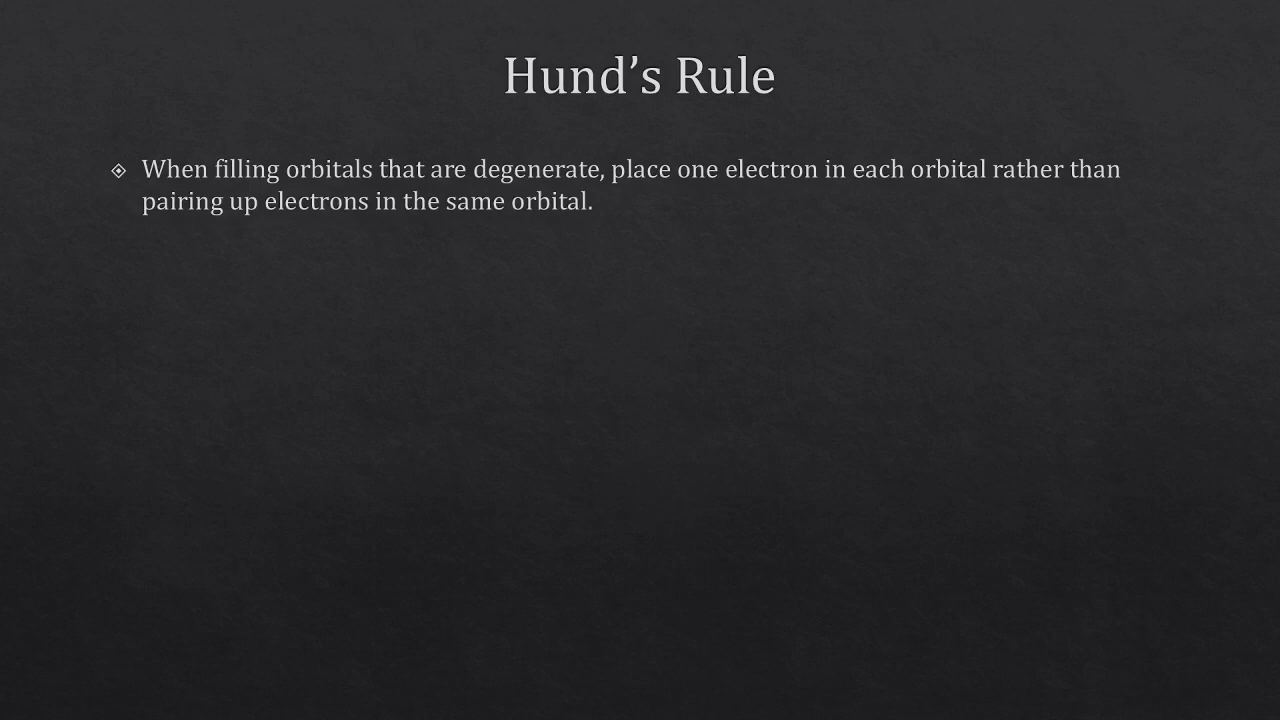 Hund’s Rule
When filling orbitals that are degenerate, place one electron in each orbital rather than
pairing up electrons in the same orbital.